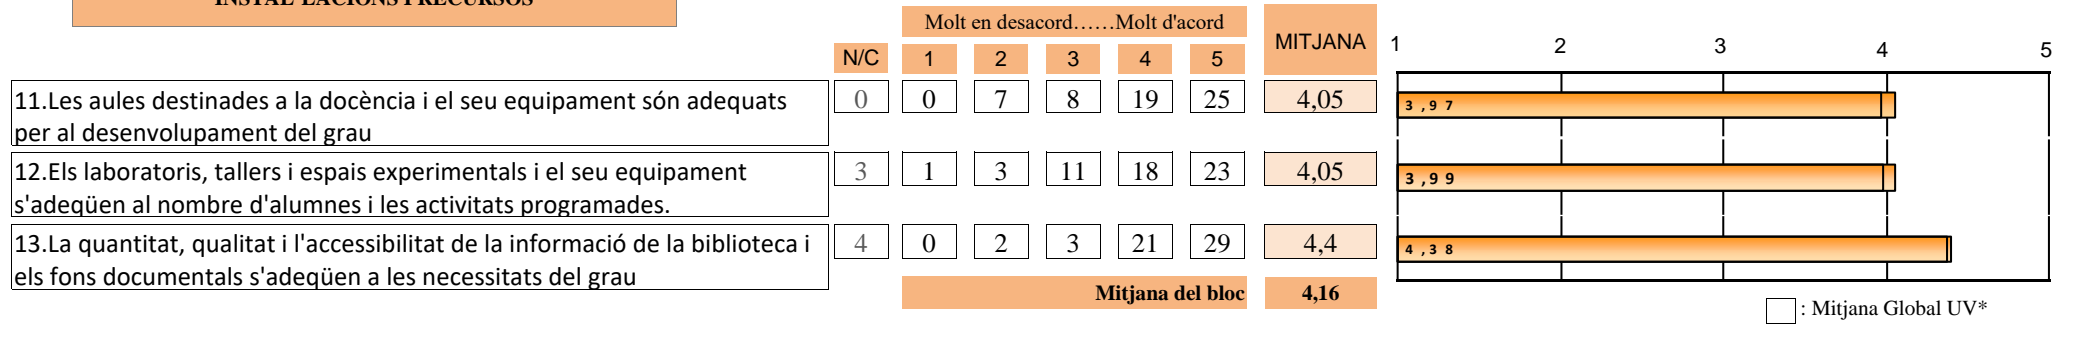 INSTAL·LACIONS I RECURSOS
Molt en desacord……Molt d'acord
MITJANA
N/C 1 2 3 4 5
1 2 3 4 5
11.Les aules destinades a la docència i el seu equipament són adequats
per al desenvolupament del grau
0 0 7 8 19 25 4,05
3,97
12.Els laboratoris, tallers i espais experimentals i el seu equipament
s'adeqüen al nombre d'alumnes i les activitats programades.
3 1 3 11 18 23 4,05
3,99
13.La quantitat, qualitat i l'accessibilitat de la informació de la biblioteca i
els fons documentals s'adeqüen a les necessitats del grau
4 0 2 3 21 29 4,4
4,38
Mitjana del bloc 4,16
: Mitjana Global UV*